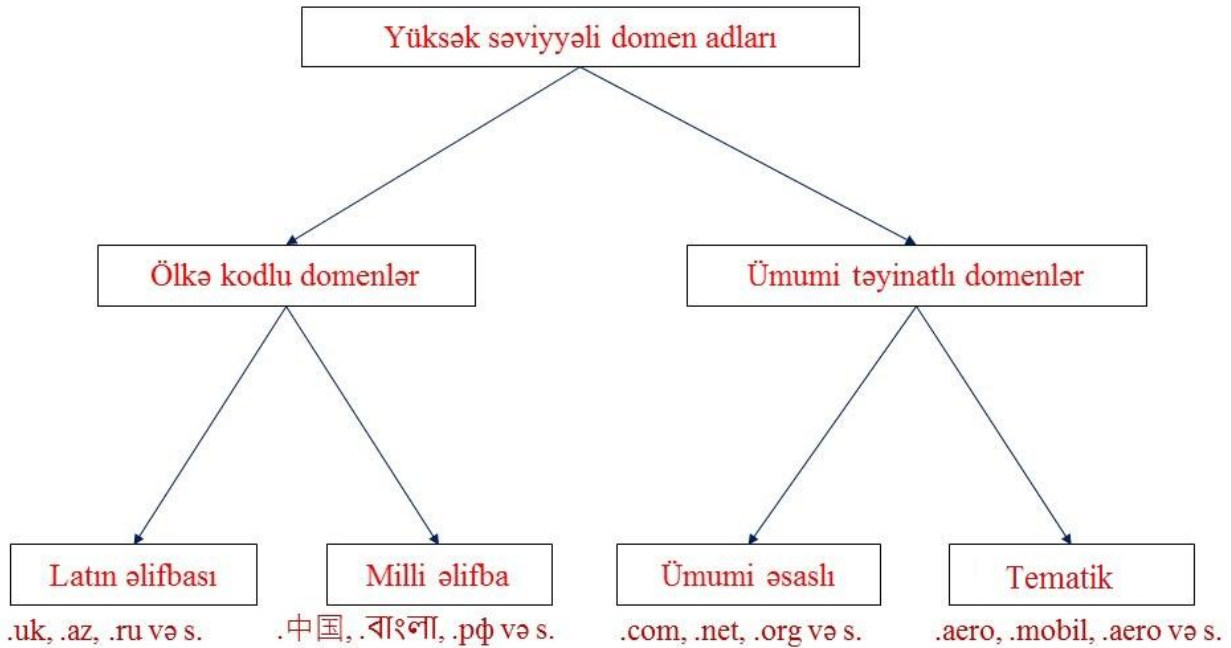 Yüksək səviyyəli domen adları
Ölkə kodlu domenlər
Ümumi təyinatlı domenlər
Latın əlifbası
Milli əlifba
Ümumi əsaslı
Tematik
.uk, .az, .ru və s.
.中国, .বাংলা, .рф və s.
.com, .net, .org və s.
.aero, .mobil, .aero və s.